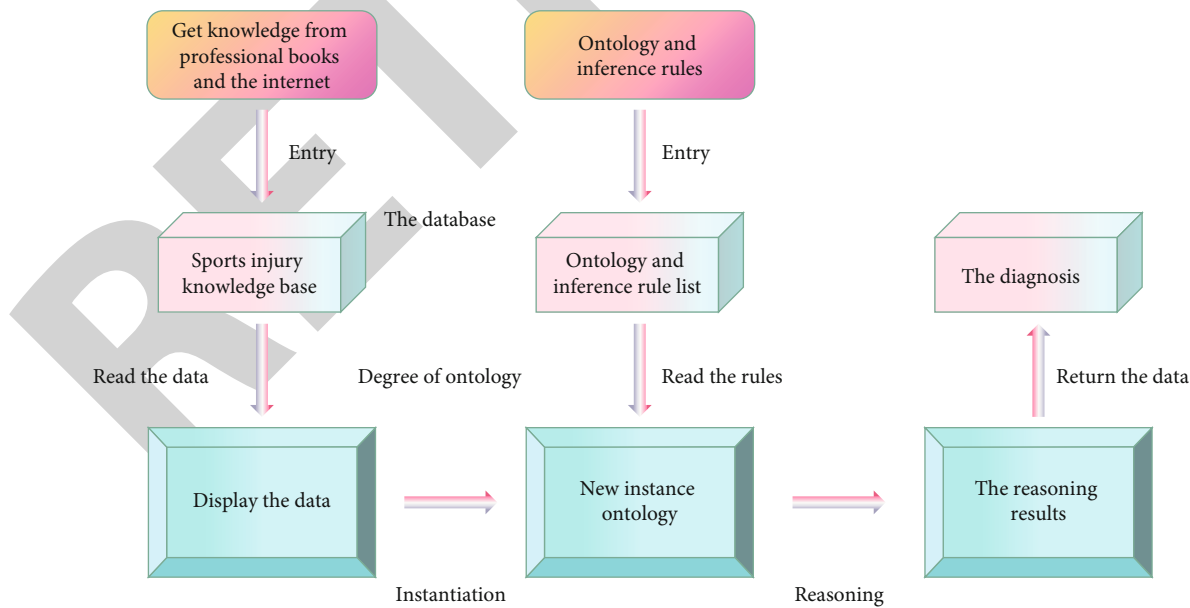 Get knowledge from
professional books
and the internet
Ontology and
inference rules
Entry
Entry
The database
Sports injury
knowledge base
Ontology and
inference rule list
The diagnosis
Read the data
Degree of ontology
Read the rules
Return the data
Display the data
New instance
ontology
The reasoning
results
Instantiation
Reasoning